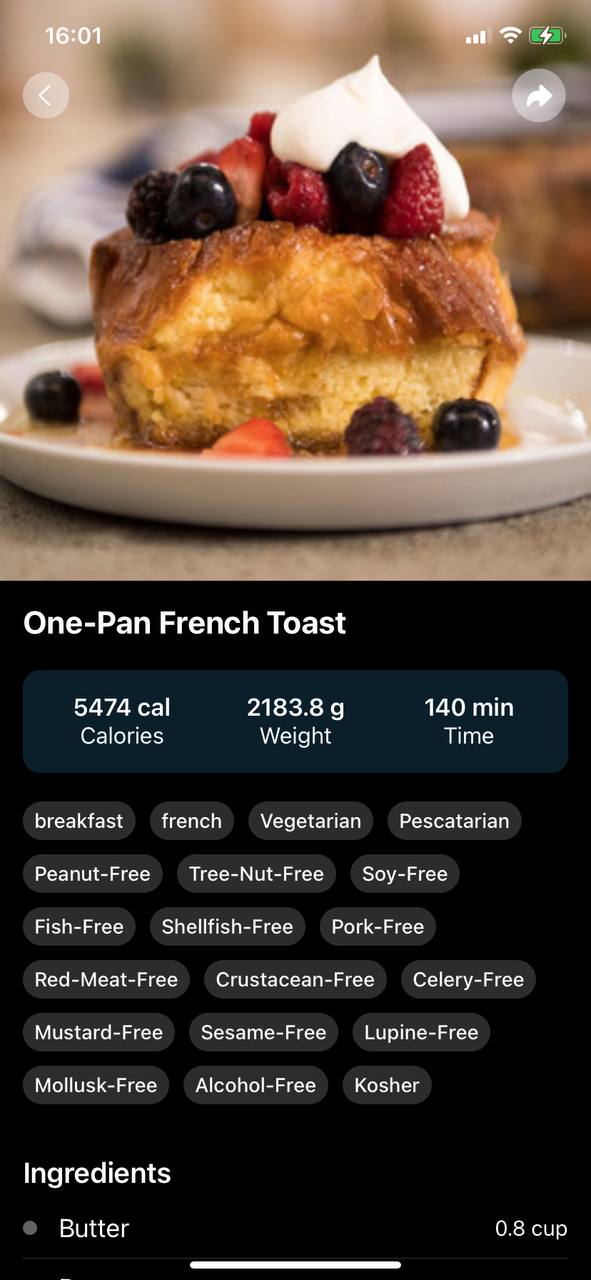 16:01
One-Pan French Toast
5474 cal 2183.8 g 140 min
Calories Weight Time
breakfast french Vegetarian Pescatarian
Peanut-Free Tree-Nut-Free Soy-Free
Fish-Free Shellfish-Free Pork-Free
Red-Meat-Free Crustacean-Free Celery-Free
Mustard-Free Sesame-Free Lupine-Free
Mollusk-Free Alcohol-Free Kosher
Ingredients
Butter 0.8 cup